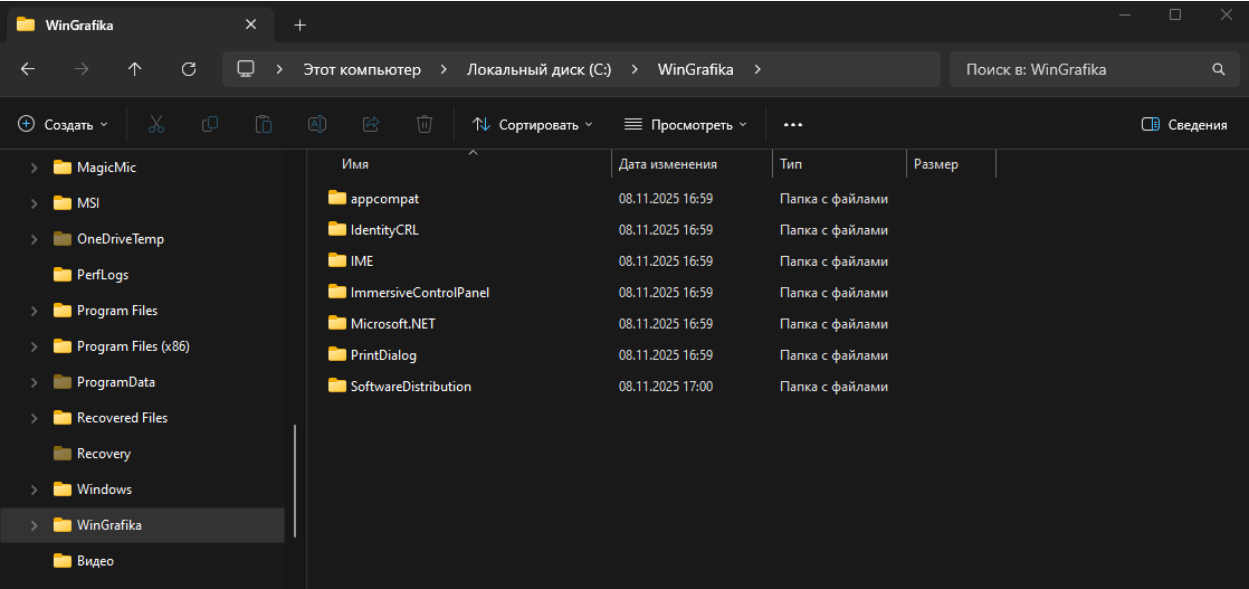 WinGrafika
Этот компьютер > Локальный диск (C:) > WinGrafika >
Поиск в: WinGrafika
Создать
Сортировать
Просмотреть
Сведения
MagicMic
MSI
OneDriveTemp
PerfLogs
Program Files
Program Files (x86)
ProgramData
Recovered Files
Recovery
Windows
WinGrafika
Видео
Имя Дата изменения Тип Размер
appcompat 08.11.2025 16:59 Папка с файлами
IdentityCRL 08.11.2025 16:59 Папка с файлами
IME 08.11.2025 16:59 Папка с файлами
ImmersiveControlPanel 08.11.2025 16:59 Папка с файлами
Microsoft.NET 08.11.2025 16:59 Папка с файлами
PrintDialog 08.11.2025 16:59 Папка с файлами
SoftwareDistribution 08.11.2025 17:00 Папка с файлами